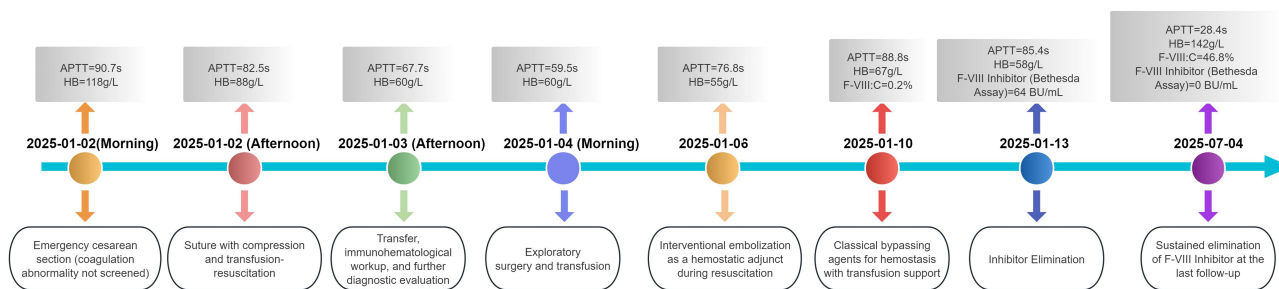 APTT=90.7s
HB=118g/L
2025-01-02(Morning)
Emergency cesarean
section (coagulation
abnormality not screened)
APTT=82.5s
HB=88g/L
2025-01-02 (Afternoon)
Suture with compression
and transfusion-
resuscitation
APTT=67.7s
HB=60g/L
2025-01-03 (Afternoon)
Transfer,
immunohematological
workup, and further
diagnostic evaluation
APTT=59.5s
HB=60g/L
2025-01-04 (Morning)
Exploratory
surgery and transfusion
APTT=76.8s
HB=55g/L
2025-01-06
Interventional embolization
as a hemostatic adjunct
during resuscitation
APTT=88.8s
HB=67g/L
F-VIII:C=0.2%
2025-01-10
Classical bypassing
agents for hemostasis
with transfusion support
APTT=85.4s
HB=58g/L
F-VIII Inhibitor (Bethesda
Assay)=64 BU/mL
2025-01-13
Inhibitor Elimination
APTT=28.4s
HB=142g/L
F-VIII:C=46.8%
F-VIII Inhibitor (Bethesda
Assay)=0 BU/mL
2025-07-04
Sustained elimination
of F-VIII Inhibitor at the
last follow-up